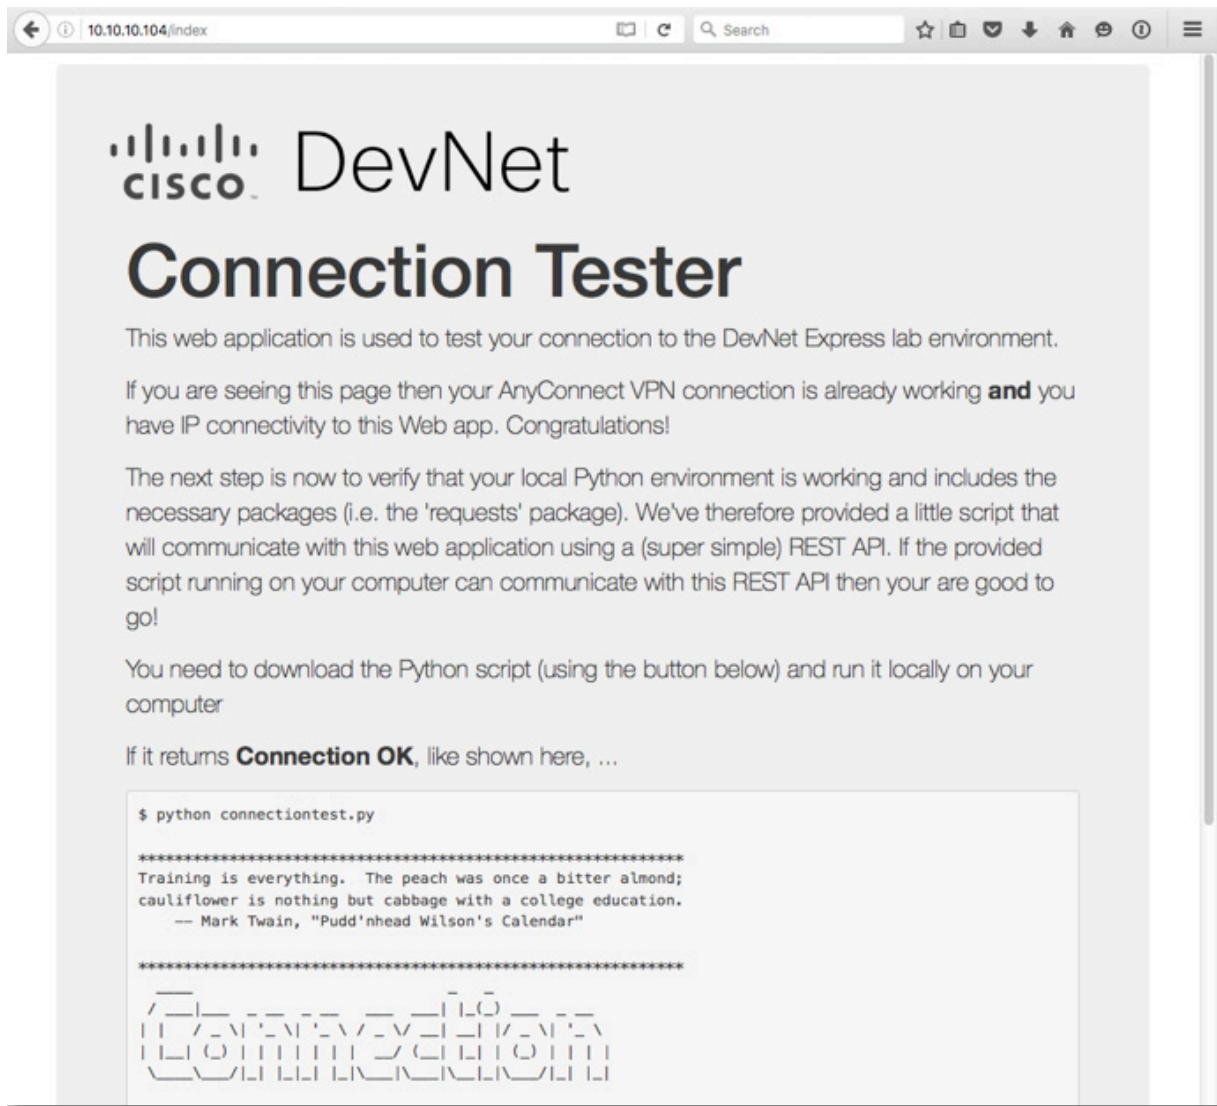 10.10.10.104/index
Search
CISCO
DevNet
Connection Tester
This web application is used to test your connection to the DevNet Express lab environment.
If you are seeing this page then your AnyConnect VPN connection is already working and you
have IP connectivity to this Web app. Congratulations!
The next step is now to verify that your local Python environment is working and includes the
necessary packages (i.e. the 'requests' package). We've therefore provided a little script that
will communicate with this web application using a (super simple) REST API. If the provided
script running on your computer can communicate with this REST API then your are good to
go!
You need to download the Python script (using the button below) and run it locally on your
computer
If it returns Connection OK, like shown here, ...
$ python connectiontest.py
************************************************************
Training is everything.  The peach was once a bitter almond;
cauliflower is nothing but cabbage with a college education.
    -- Mark Twain, "Pudd'nhead Wilson's Calendar"
************************************************************
Connection